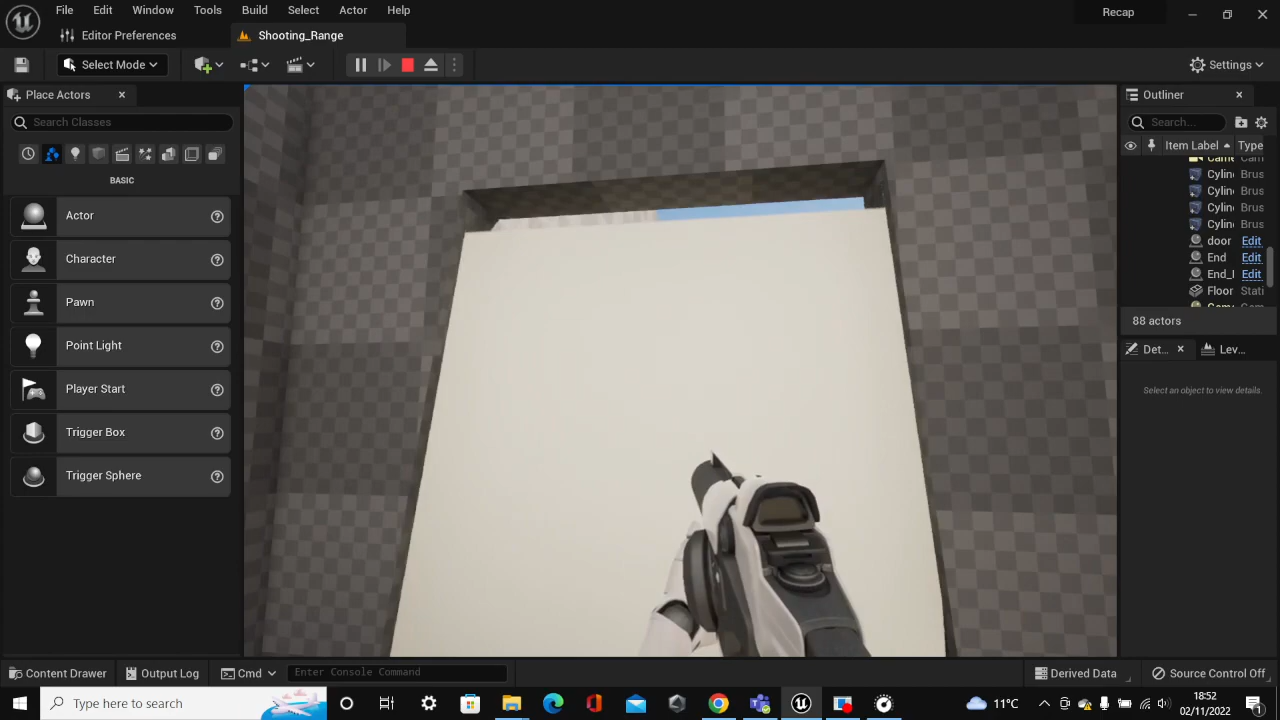 File Edit Window Tools Build Select Actor Help
Recap
Editor Preferences
Shooting_Range
Select Mode
Settings
Place Actors
Outliner
Search Classes
Search...
Item Label Type
BASIC
Cylin Brus
Cylin Brus
Cylin Brus
Cylin Brus
Actor
door Edit
Character
End Edit
End_ Edit
Pawn
Floor Stati
Point Light
88 actors
Det... Lev...
Player Start
Select an object to view details.
Trigger Box
Trigger Sphere
Content Drawer Output Log Cmd Enter Console Command Derived Data Source Control Off
Type here to search
11°C
18:52
02/11/2022